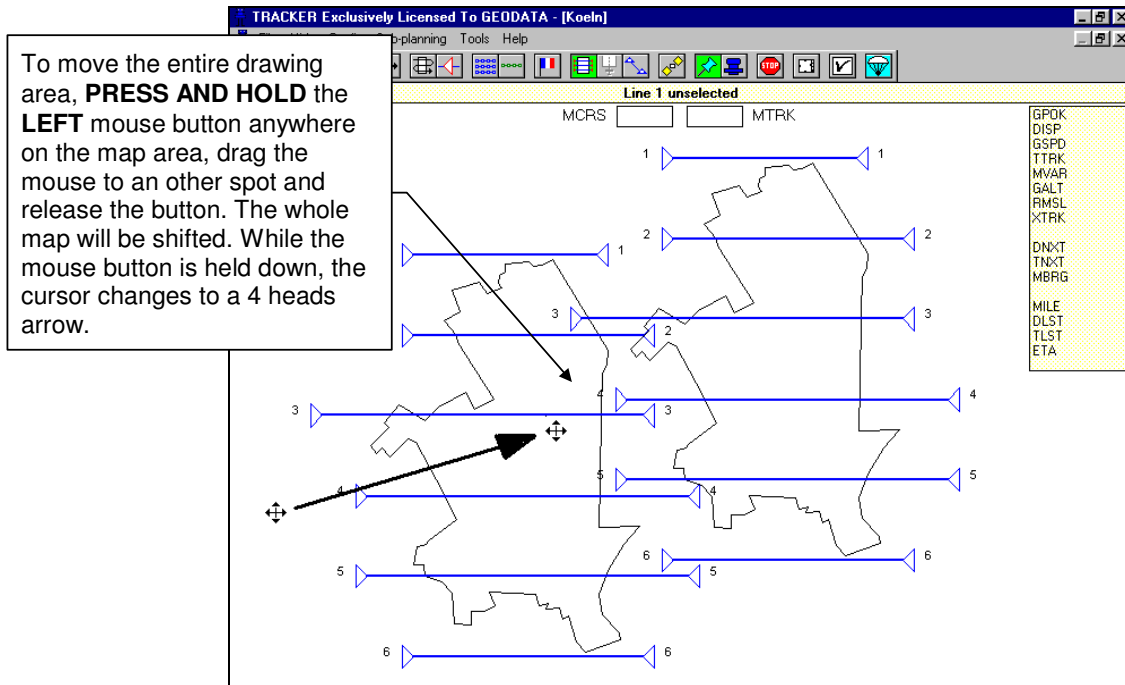 TRACKER Exclusively Licensed To GEODATA - [Koeln]
Tools Help
STOP
To move the entire drawing
area, PRESS AND HOLD the
LEFT mouse button anywhere
on the map area, drag the
mouse to an other spot and
release the button. The whole
map will be shifted. While the
mouse button is held down, the
cursor changes to a 4 heads
arrow.
Line 1 unselected
MCRS MTRK
GPOK
DISP
GSPD
TTRK
MVAR
GALT
RMSL
XTRK
DNXT
TNXT
MBRG
MILE
DLST
TLST
ETA
1 1
2 2
1
3 3
2
4 4
3 3
5 5
4 4
6 6
5 5
6 6